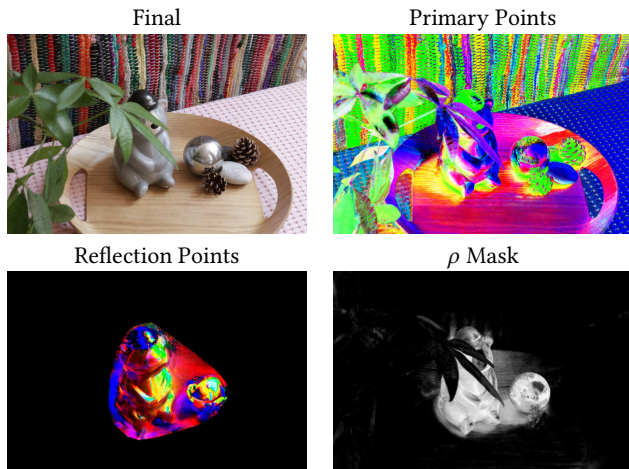 Final
Primary Points
Reflection Points
ρ Mask